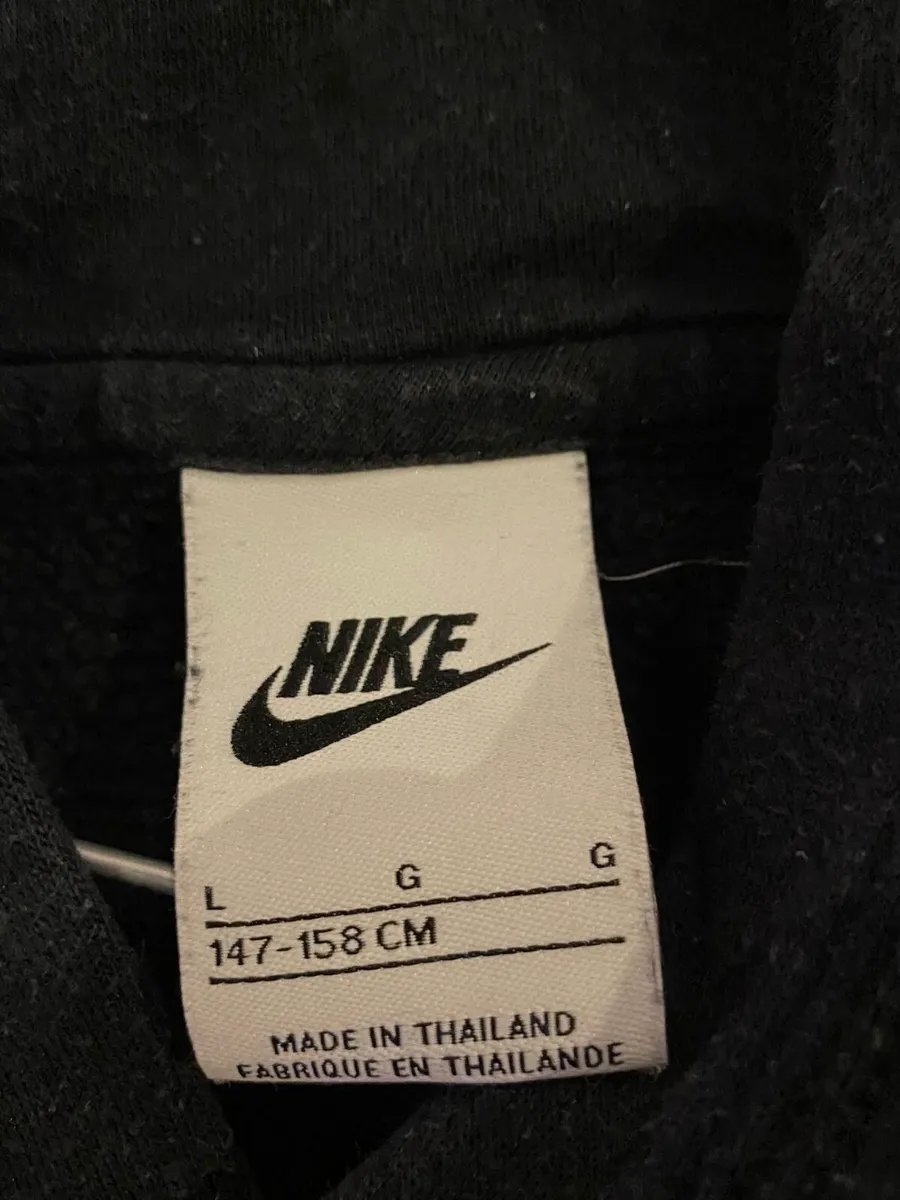 NIKE
L G G
147-158 CM
MADE IN THAILAND
FABRIQUE EN THAILANDE